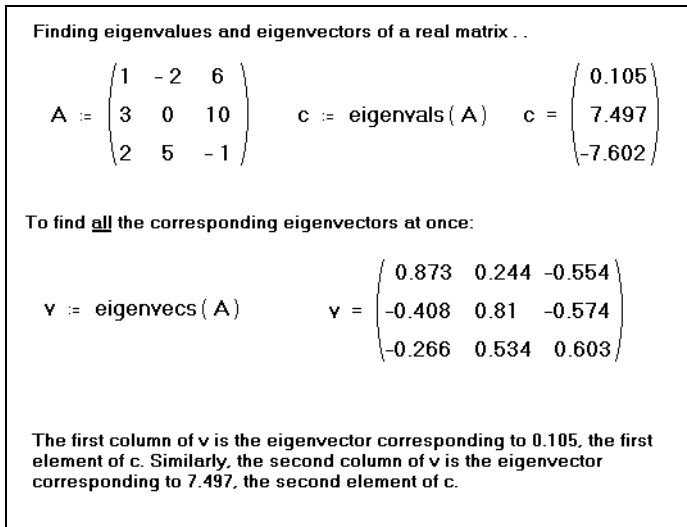 Finding eigenvalues and eigenvectors of a real matrix . .
A := (1 -2 6
3 0 10
2 5 -1) c := eigenvals ( A ) c = (0.105
7.497
-7.602)
To find all the corresponding eigenvectors at once:
v := eigenvecs ( A ) v = (0.873 0.244 -0.554
-0.408 0.81 -0.574
-0.266 0.534 0.603)
The first column of v is the eigenvector corresponding to 0.105, the first
element of c. Similarly, the second column of v is the eigenvector
corresponding to 7.497, the second element of c.